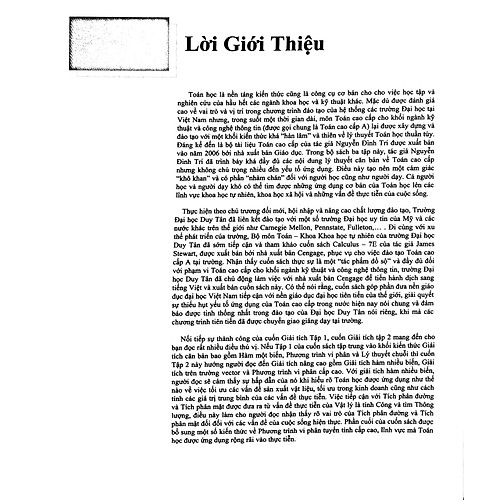 Lời Giới Thiệu
Toán học là nền tảng kiến thức cũng là công cụ cơ bản cho cho việc học tập và
nghiên cứu của hầu hết các ngành khoa học và kỹ thuật khác. Mặc dù được đánh giá
cao về vai trò và vị trí trong chương trình đào tạo của hệ thống các trường Đại học tại
Việt Nam nhưng, trong suốt một thời gian dài, môn Toán cao cấp cho khối ngành kỹ
thuật và công nghệ thông tin (được gọi chung là Toán cao cấp A) lại được xây dựng và
đào tạo với một khối kiến thức khá "hàn lâm" và thiên về lý thuyết Toán học thuần túy.
Đáng kể đến là bộ tài liệu Toán cao cấp của tác giả Nguyễn Đình Trí được xuất bản
vào năm 2006 bởi nhà xuất bản Giáo dục. Trong bộ sách ba tập này, tác giả Nguyễn
Đình Trí đã trình bày khá đầy đủ các nội dung lý thuyết căn bản về Toán cao cấp
nhưng không chú trọng nhiều đến yếu tố ứng dụng. Điều này tạo nên một cảm giác
"khô khan" và có phần "nhàm chán" đối với người học cũng như người dạy. Cả người
học và người dạy khó có thể tìm được những ứng dụng cơ bản của Toán học lên các
lĩnh vực khoa học tự nhiên, khoa học xã hội và những vấn đề thực tiễn của cuộc sống.
Thực hiện theo chủ trương đổi mới, hội nhập và nâng cao chất lượng đào tạo, Trường
Đại học Duy Tân đã liên kết đào tạo với một số trường Đại học uy tín của Mỹ và các
nước khác trên thế giới như Carnegie Mellon, Pennstate, Fulleton,... . Đi cùng với xu
thế phát triển của trường, Bộ môn Toán – Khoa Khoa học tự nhiên của trường Đại học
Duy Tân đã sớm tiếp cận và tham khảo cuốn sách Calculus – 7E của tác giả James
Stewart, được xuất bản bởi nhà xuất bản Cengage, phục vụ cho việc đào tạo Toán cao
cấp A tại trường. Nhận thấy cuốn sách thực sự là một "tác phẩm đồ sộ" và đầy đủ đối
với phạm vi Toán cao cấp cho khối ngành kỹ thuật và công nghệ thông tin, trường Đại
học Duy Tân đã chủ động làm việc với nhà xuất bản Cengage để tiến hành dịch sang
tiếng Việt và xuất bản cuốn sách này. Có thể nói rằng, cuốn sách góp phần đưa nền giáo
dục đại học Việt Nam tiếp cận với nền giáo dục đại học tiên tiến của thế giới, giải quyết
sự thiếu hụt yếu tố ứng dụng của Toán cao cấp trong nước hiện nay nói chung và đảm
bảo được tính thống nhất trong đào tạo của Đại học Duy Tân nói riêng, khi mà các
chương trình tiên tiến đã được chuyển giao giảng dạy tại trường.
Nối tiếp sự thành công của cuốn Giải tích Tập 1, cuốn Giải tích tập 2 mang đến cho
bạn đọc rất nhiều điều thú vị. Nếu Tập 1 của cuốn sách tập trung vào khối kiến thức Giải
tích căn bản bao gồm Hàm một biến, Phương trình vi phân và Lý thuyết chuỗi thì cuốn
Tập 2 này hướng người đọc đến Giải tích nâng cao gồm Giải tích hàm nhiều biến, Giải
tích trên trường vector và Phương trình vi phân cấp cao. Với giải tích hàm nhiều biến,
người đọc sẽ cảm thấy sự hấp dẫn của nó khi hiểu rõ Toán học được ứng dụng như thế
nào về việc tối ưu các vấn đề sản xuất vật liệu, tối ưu trong kinh doanh cũng như cách
tính các giá trị trung bình của các vấn đề thực tiễn. Việc tiếp cận với Tích phân đường
và Tích phân mặt được đưa ra từ vấn đề thực tiễn của Vật lý là tính Công và tìm Thông
lượng, điều này làm cho người đọc nhận thấy rõ vai trò của Tích phân đường và Tích
phân mặt đối đối với các vấn đề của cuộc sống hiện thực. Phần cuối của cuốn sách được
bổ sung một số kiến thức về Phương trình vi phân tuyến tính cấp cao, lĩnh vực mà Toán
học được ứng dụng rộng rãi vào thực tiễn.